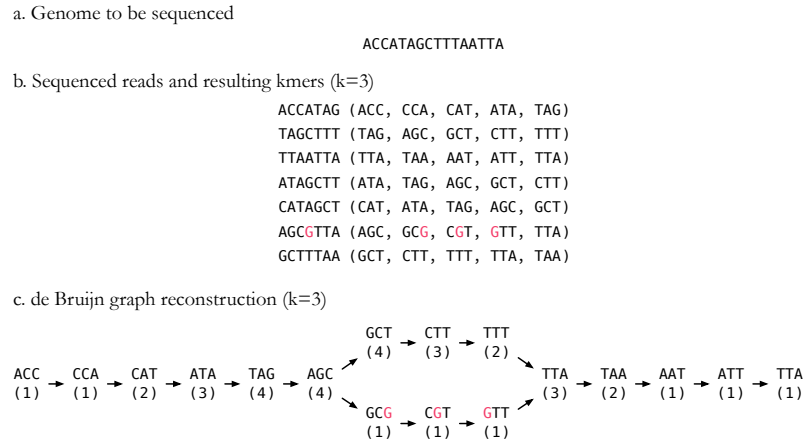 a. Genome to be sequenced
ACCATAGCTTTAATTA
b. Sequenced reads and resulting kmers (k=3)
ACCATAG (ACC, CCA, CAT, ATA, TAG)
TAGCTTT (TAG, AGC, GCT, CTT, TTT)
TTAATTA (TTA, TAA, AAT, ATT, TTA)
ATAGCTT (ATA, TAG, AGC, GCT, CTT)
CATAGCT (CAT, ATA, TAG, AGC, GCT)
AGCGTTA (AGC, GCG, CGT, GTT, TTA)
GCTTTAA (GCT, CTT, TTT, TTA, TAA)
c. de Bruijn graph reconstruction (k=3)
GCT CTT TTT
(4) (3) (2)
ACC CCA CAT ATA TAG AGC TTA TAA AAT ATT TTA
(1) (1) (2) (3) (4) (4) (3) (2) (1) (1) (1)
GCG CGT GTT
(1) (1) (1)